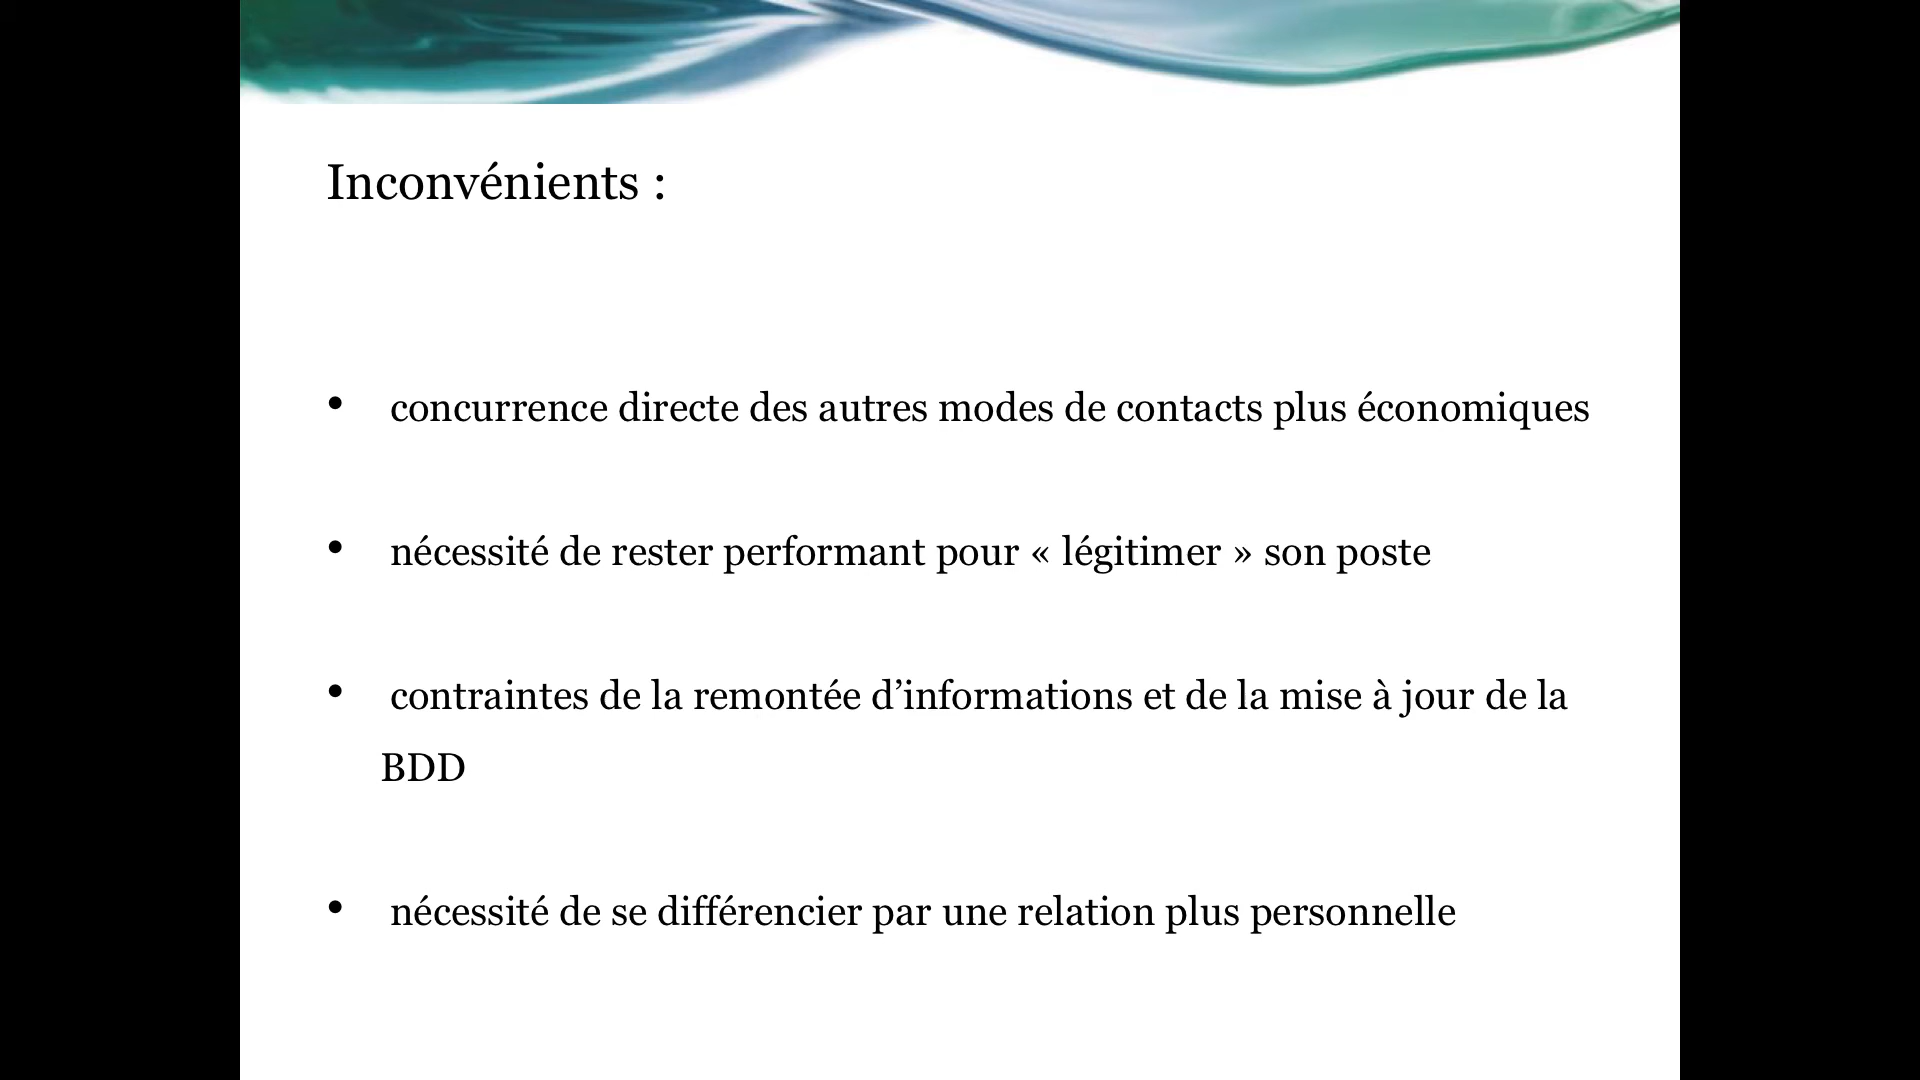 Inconvénients :
• concurrence directe des autres modes de contacts plus économiques
• nécessité de rester performant pour « légitimer » son poste
• contraintes de la remontée d’informations et de la mise à jour de la
BDD
• nécessité de se différencier par une relation plus personnelle